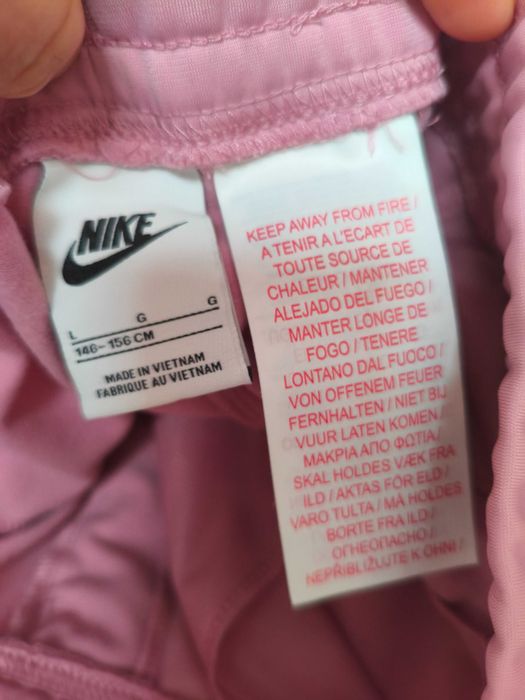 NIKE
L G G
146-156 CM
MADE IN VIETNAM
FABRIQUE AU VIETNAM
KEEP AWAY FROM FIRE /
A TENIR A L'ECART DE
TOUTE SOURCE DE
CHALEUR / MANTENER
ALEJADO DEL FUEGO /
MANTER LONGE DE
FOGO / TENERE
LONTANO DAL FUOCO /
VON OFFENEM FEUER
FERNHALTEN / NIET BIJ
VUUR LATEN KOMEN /
ΜΑΚΡΙΑ ΑΠΟ ΦΩΤΙΑ /
SKAL HOLDES VÆK FRA
ILD / AKTAS FÖR ELD /
VARO TULTA / MÅ HOLDES
BORTE FRA ILD /
ОГНЕОПАСНО /
NEPŘIBLIŽUJTE K OHNI /